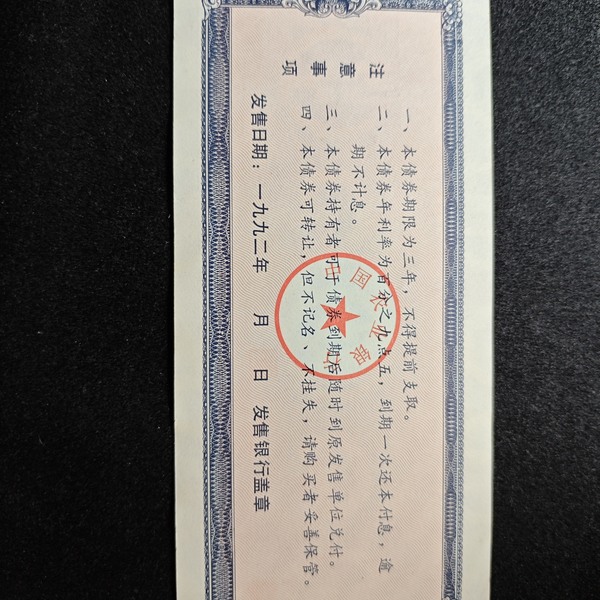 注意事项
一、本债券期限为三年，不得提前支取。
二、本债券年利率为百分之九点五，到期一次还本付息，逾
期不计息。
三、本债券持有者可于债券到期后随时到原发售单位兑付。
四、本债券可转让，但不记名、不挂失，请购买者妥善保管。
发售日期：一九九二年 月 日 发售银行盖章
中国农业银行